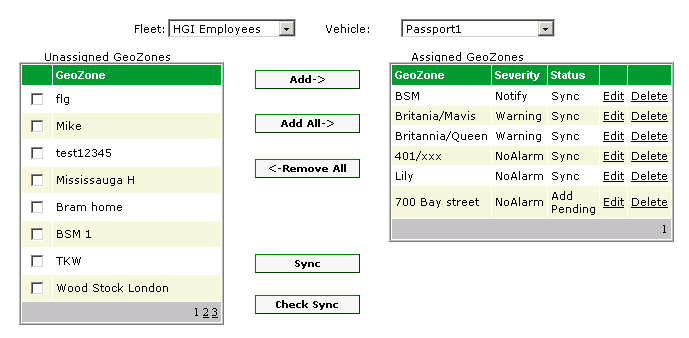 Fleet: HGI Employees Vehicle: Passport1
Unassigned GeoZones
GeoZone
flg
Mike
test12345
Mississauga H
Bram home
BSM 1
TKW
Wood Stock London
1 2 3
Add->
Add All->
<-Remove All
Sync
Check Sync
Assigned GeoZones
GeoZone Severity Status
BSM Notify Sync Edit Delete
Britania/Mavis Warning Sync Edit Delete
Britannia/Queen Warning Sync Edit Delete
401/xxx NoAlarm Sync Edit Delete
Lily NoAlarm Sync Edit Delete
700 Bay street NoAlarm Add Pending Edit Delete
1